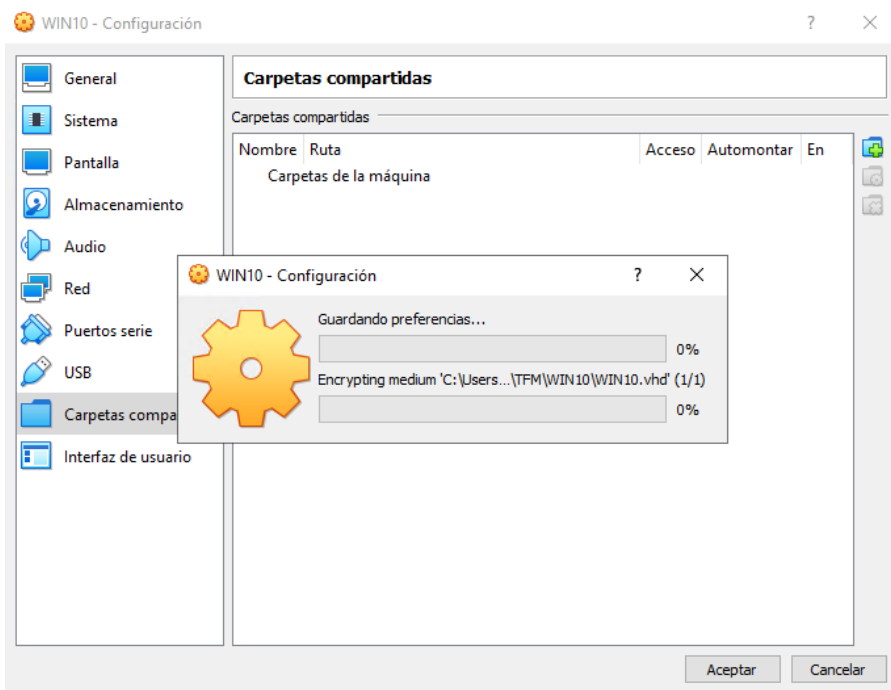 WIN10 - Configuración ?
General
Sistema
Pantalla
Almacenamiento
Audio
Red
Puertos serie
USB
Carpetas compa
Interfaz de usuario
Carpetas compartidas
Carpetas compartidas
Nombre Ruta Acceso Automontar En
Carpetas de la máquina
WIN10 - Configuración ?
Guardando preferencias...
0%
Encrypting medium 'C:\Users...\TFM\WIN10\WIN10.vhd' (1/1)
0%
Aceptar Cancelar